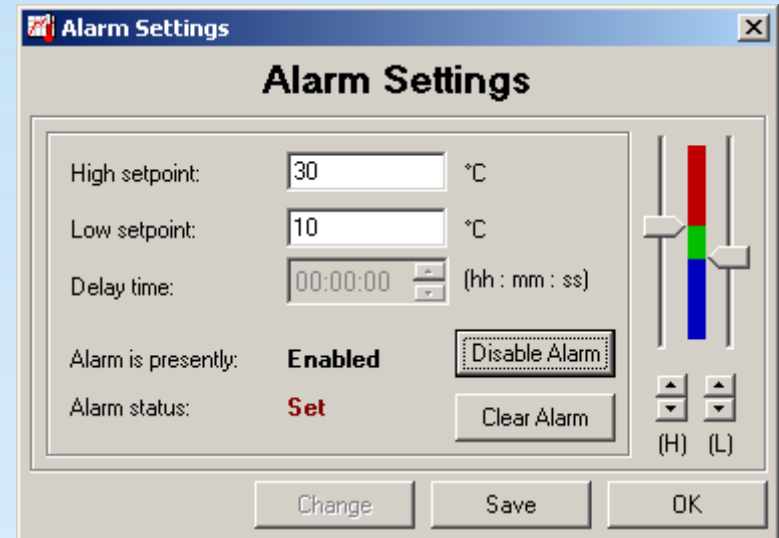 Alarm Settings
Alarm Settings
High setpoint: 30 °C
Low setpoint: 10 °C
Delay time: 00:00:00 (hh : mm : ss)
Alarm is presently: Enabled Disable Alarm
Alarm status: Set Clear Alarm
(H) (L)
Change Save OK